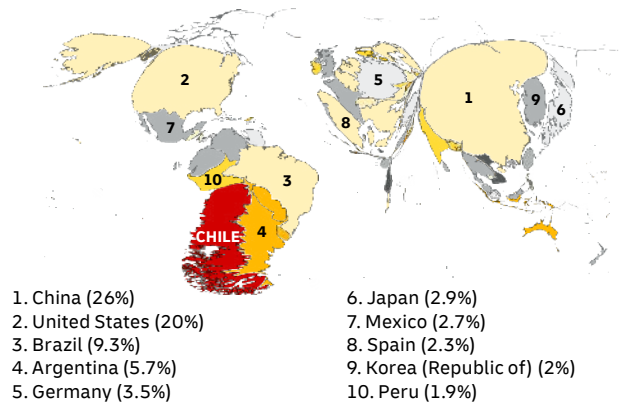 2
5
1
9
6
7
8
10
3
CHILE
4
1. China (26%)
2. United States (20%)
3. Brazil (9.3%)
4. Argentina (5.7%)
5. Germany (3.5%)
6. Japan (2.9%)
7. Mexico (2.7%)
8. Spain (2.3%)
9. Korea (Republic of) (2%)
10. Peru (1.9%)